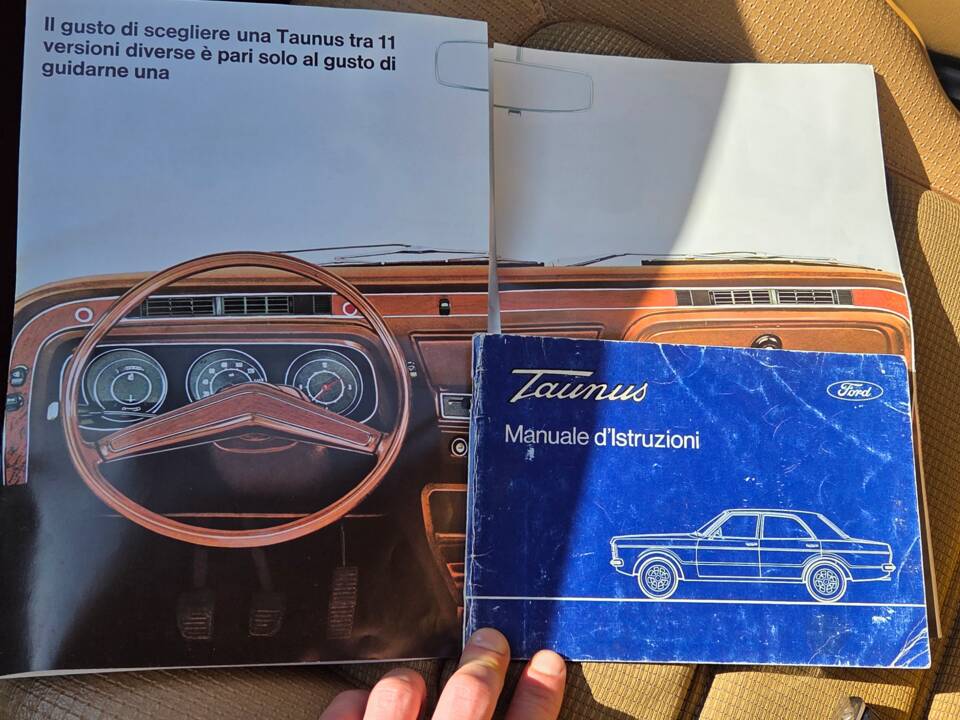 Il gusto di scegliere una Taunus tra 11
versioni diverse è pari solo al gusto di
guidarne una
Taunus
Ford
Manuale d'Istruzioni